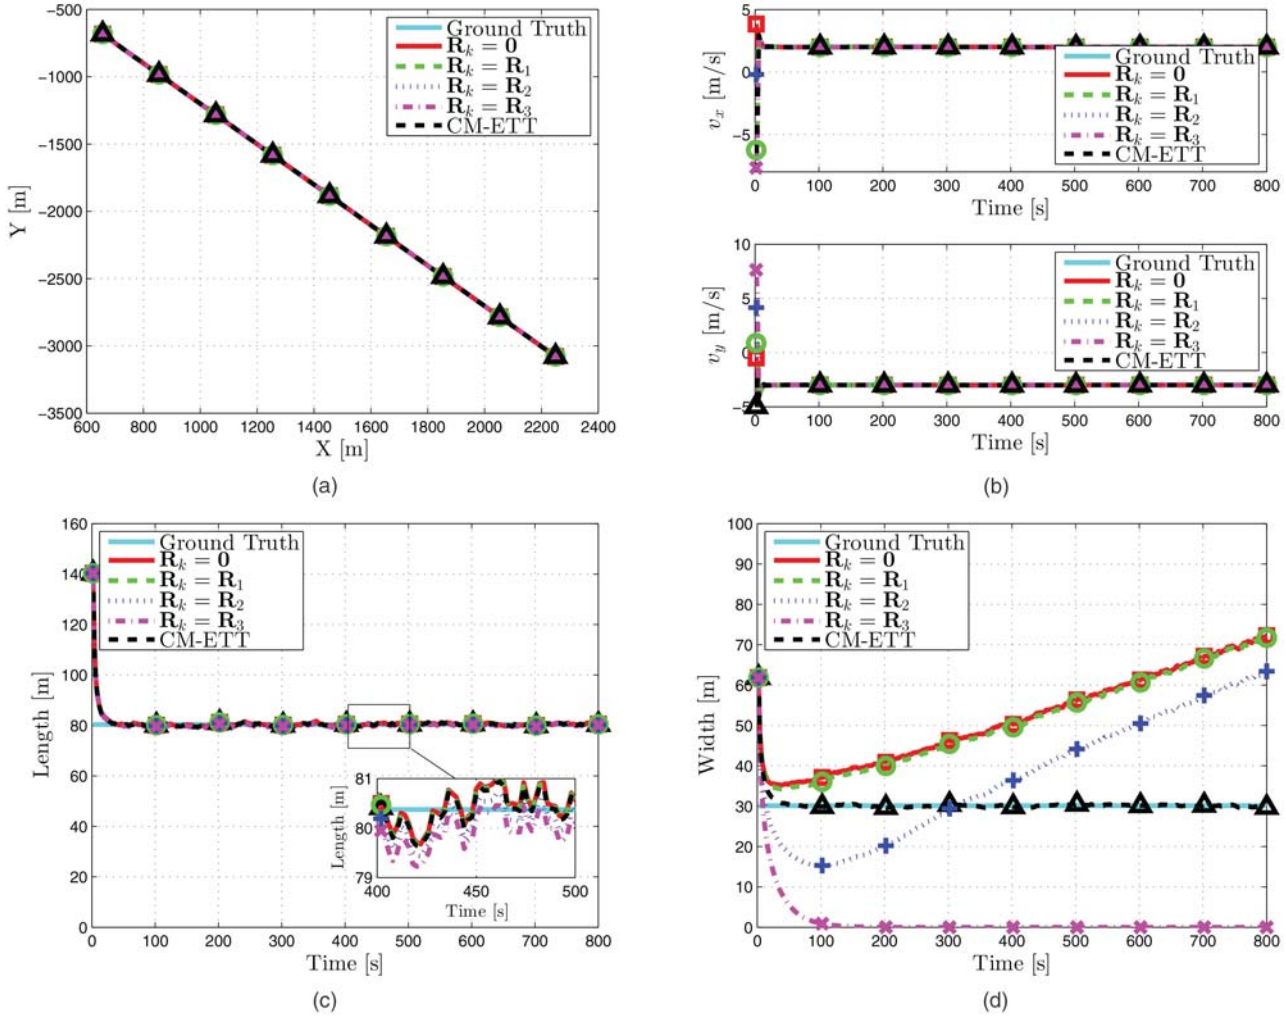 −500
−1000
−1500
−2000
−2500
−3000
−3500
Y [m]
600 800 1000 1200 1400 1600 1800 2000 2200 2400
X [m]
Ground Truth
R_k = 0
R_k = R_1
R_k = R_2
R_k = R_3
CM-ETT
(a)
5
0
−5
v_x [m/s]
0 100 200 300 400 500 600 700 800
Time [s]
Ground Truth
R_k = 0
R_k = R_1
R_k = R_2
R_k = R_3
CM-ETT
10
5
0
−5
v_y [m/s]
0 100 200 300 400 500 600 700 800
Time [s]
Ground Truth
R_k = 0
R_k = R_1
R_k = R_2
R_k = R_3
CM-ETT
(b)
160
140
120
100
80
60
40
20
0
Length [m]
0 100 200 300 400 500 600 700 800
Time [s]
Ground Truth
R_k = 0
R_k = R_1
R_k = R_2
R_k = R_3
CM-ETT
81
80
79
Length [m]
400 450 500
Time [s]
(c)
100
90
80
70
60
50
40
30
20
10
0
Width [m]
0 100 200 300 400 500 600 700 800
Time [s]
Ground Truth
R_k = 0
R_k = R_1
R_k = R_2
R_k = R_3
CM-ETT
(d)